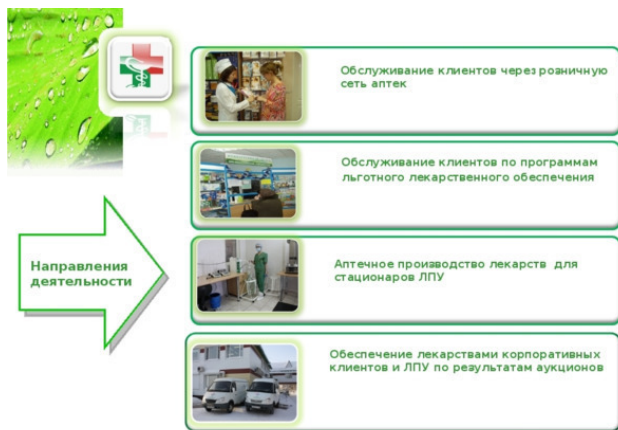 Обслуживание клиентов через розничную
сеть аптек
Обслуживание клиентов по программам
льготного лекарственного обеспечения
Направления
деятельности
Аптечное производство лекарств для
стационаров ЛПУ
Обеспечение лекарствами корпоративных
клиентов и ЛПУ по результатам аукционов